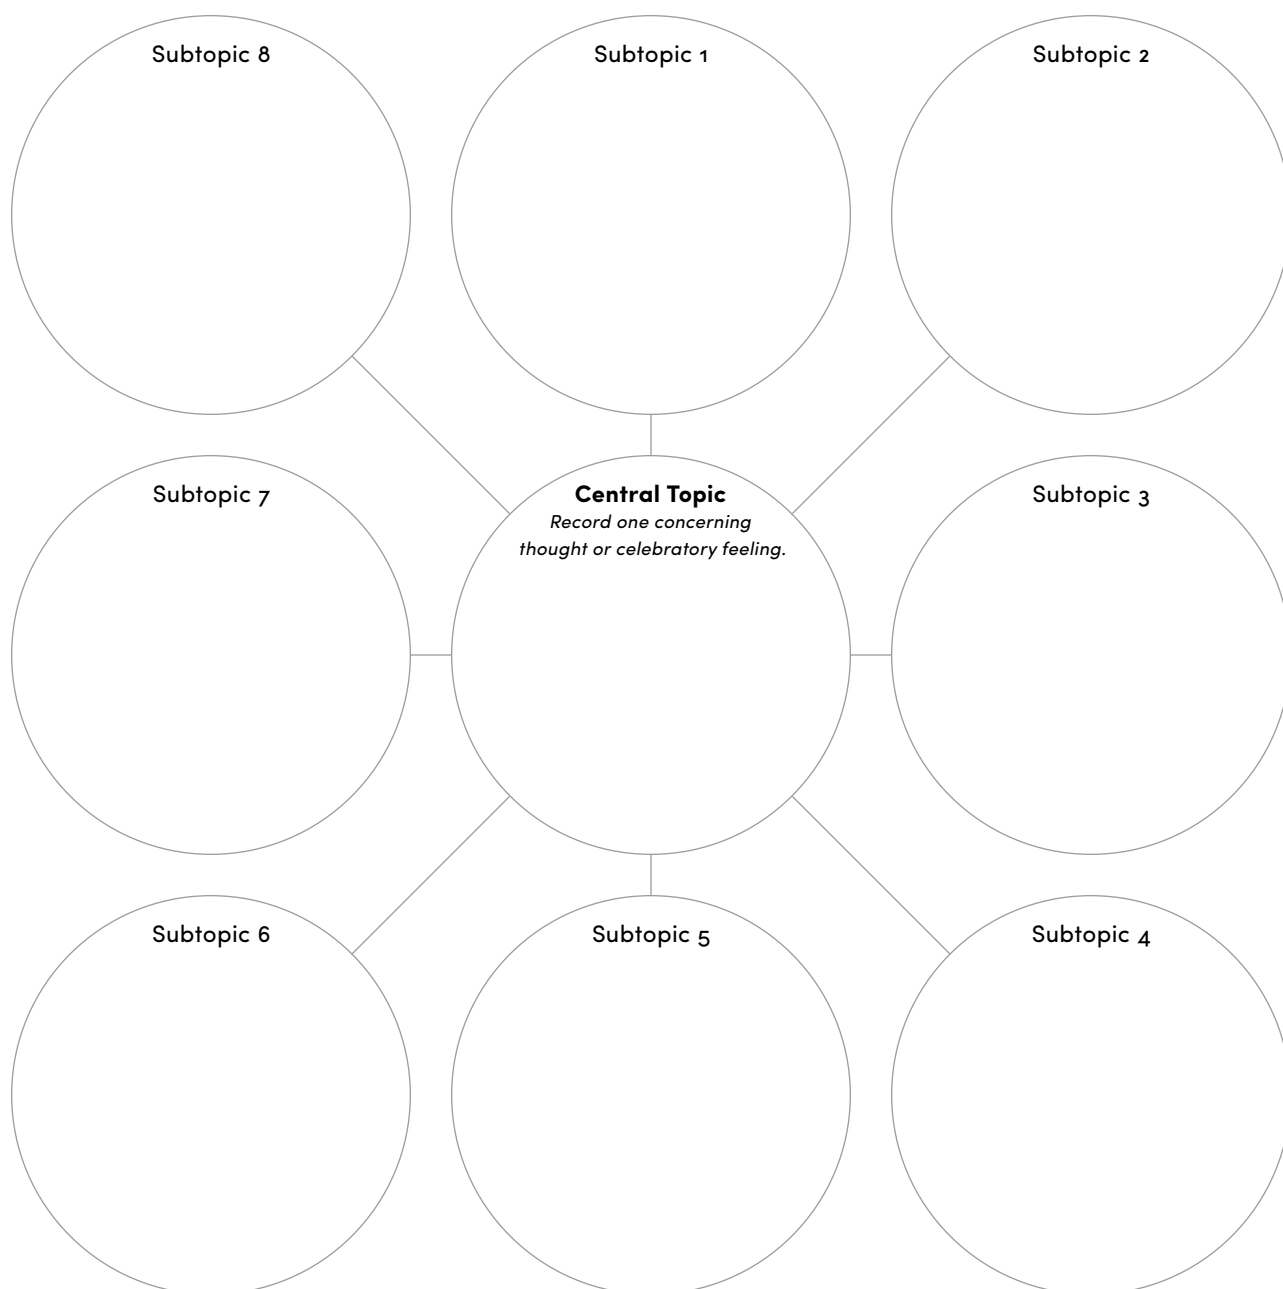 Subtopic 8
Subtopic 1
Subtopic 2
Subtopic 7
Central Topic
Record one concerning
thought or celebratory feeling.
Subtopic 3
Subtopic 6
Subtopic 5
Subtopic 4